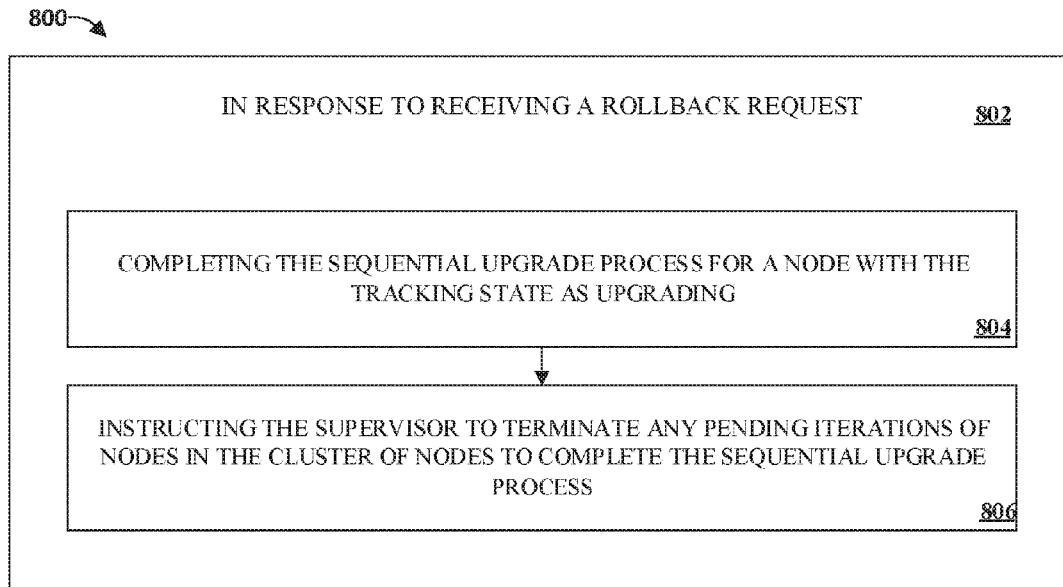 800
IN RESPONSE TO RECEIVING A ROLLBACK REQUEST
802
COMPLETING THE SEQUENTIAL UPGRADE PROCESS FOR A NODE WITH THE
TRACKING STATE AS UPGRADING
804
INSTRUCTING THE SUPERVISOR TO TERMINATE ANY PENDING ITERATIONS OF
NODES IN THE CLUSTER OF NODES TO COMPLETE THE SEQUENTIAL UPGRADE
PROCESS
806